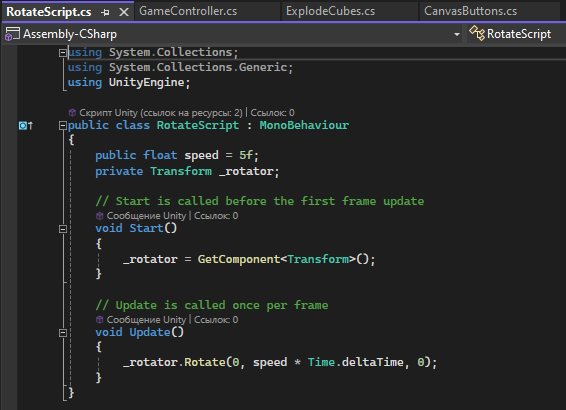 RotateScript.cs GameController.cs ExplodeCubes.cs CanvasButtons.cs
Assembly-CSharp RotateScript
using System.Collections;
using System.Collections.Generic;
using UnityEngine;
Скрипт Unity (ссылок на ресурсы: 2) | Ссылок: 0
public class RotateScript : MonoBehaviour
{
public float speed = 5f;
private Transform _rotator;
// Start is called before the first frame update
Сообщение Unity | Ссылок: 0
void Start()
{
_rotator = GetComponent<Transform>();
}
// Update is called once per frame
Сообщение Unity | Ссылок: 0
void Update()
{
_rotator.Rotate(0, speed * Time.deltaTime, 0);
}
}